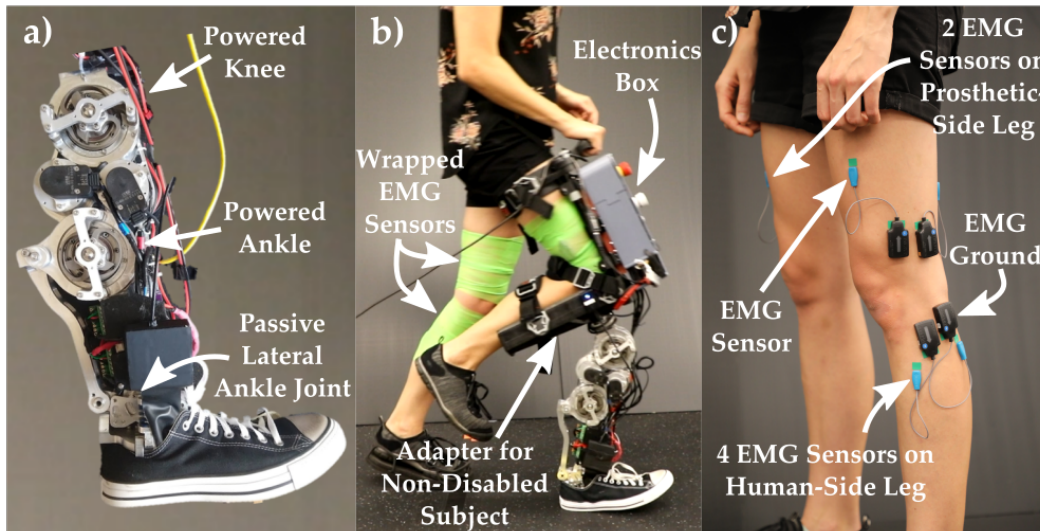 a)
Powered
Knee
Powered
Ankle
Passive
Lateral
Ankle Joint
b)
Electronics
Box
Wrapped
EMG
Sensors
Adapter for
Non-Disabled
Subject
c)
2 EMG
Sensors on
Prosthetic-
Side Leg
EMG
Ground
EMG
Sensor
4 EMG Sensors on
Human-Side Leg